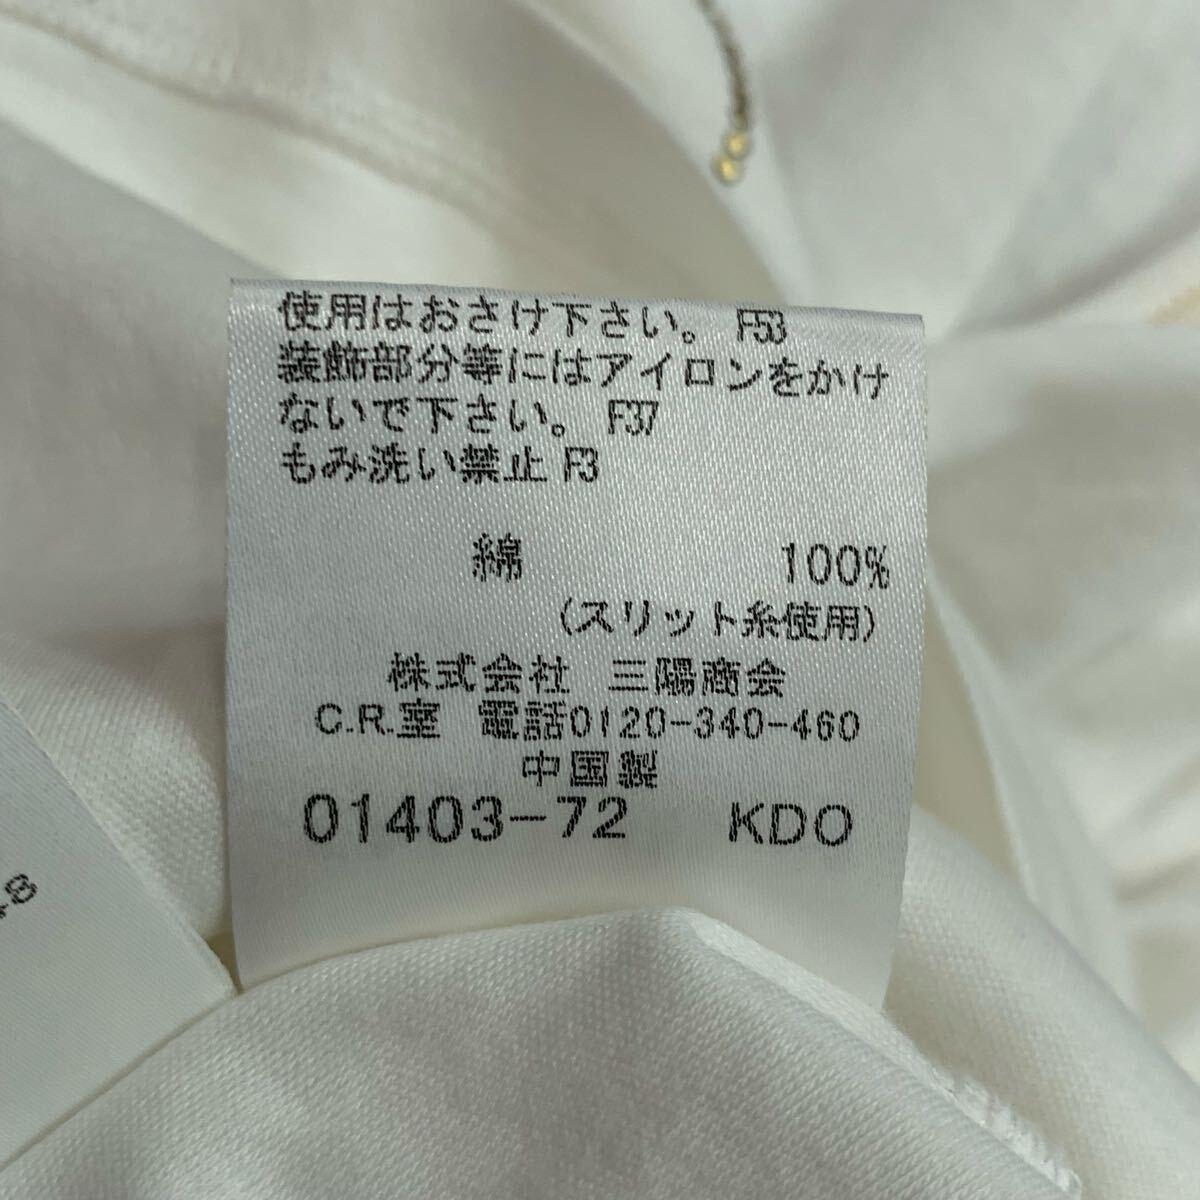 使用はおさけ下さい。 F53
装飾部分等にはアイロンをかけ
ないで下さい。 F37
もみ洗い禁止 F3
綿 100%
(スリット糸使用)
株式会社 三陽商会
C.R.室 電話0120-340-460
中国製
01403-72 KDO